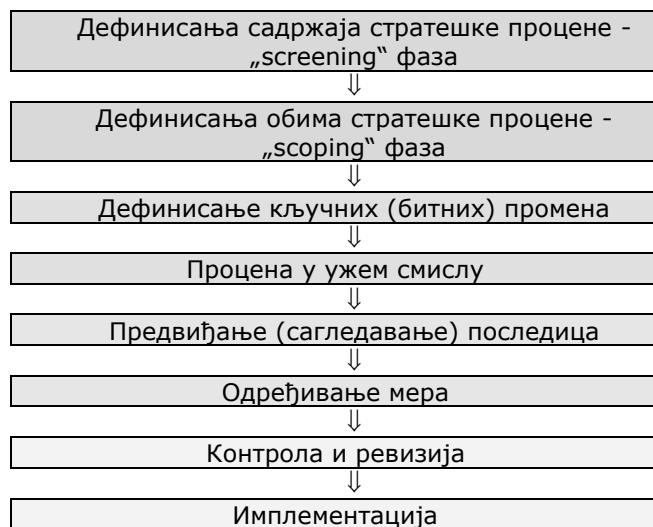 Дефинисања садржаја стратешке процене -
„screening“ фаза
⇓
Дефинисања обима стратешке процене -
„scoping“ фаза
⇓
Дефинисање кључних (битних) промена
⇓
Процена у ужем смислу
⇓
Предвиђање (сагледавање) последица
⇓
Одређивање мера
⇓
Контрола и ревизија
⇓
Имплементација